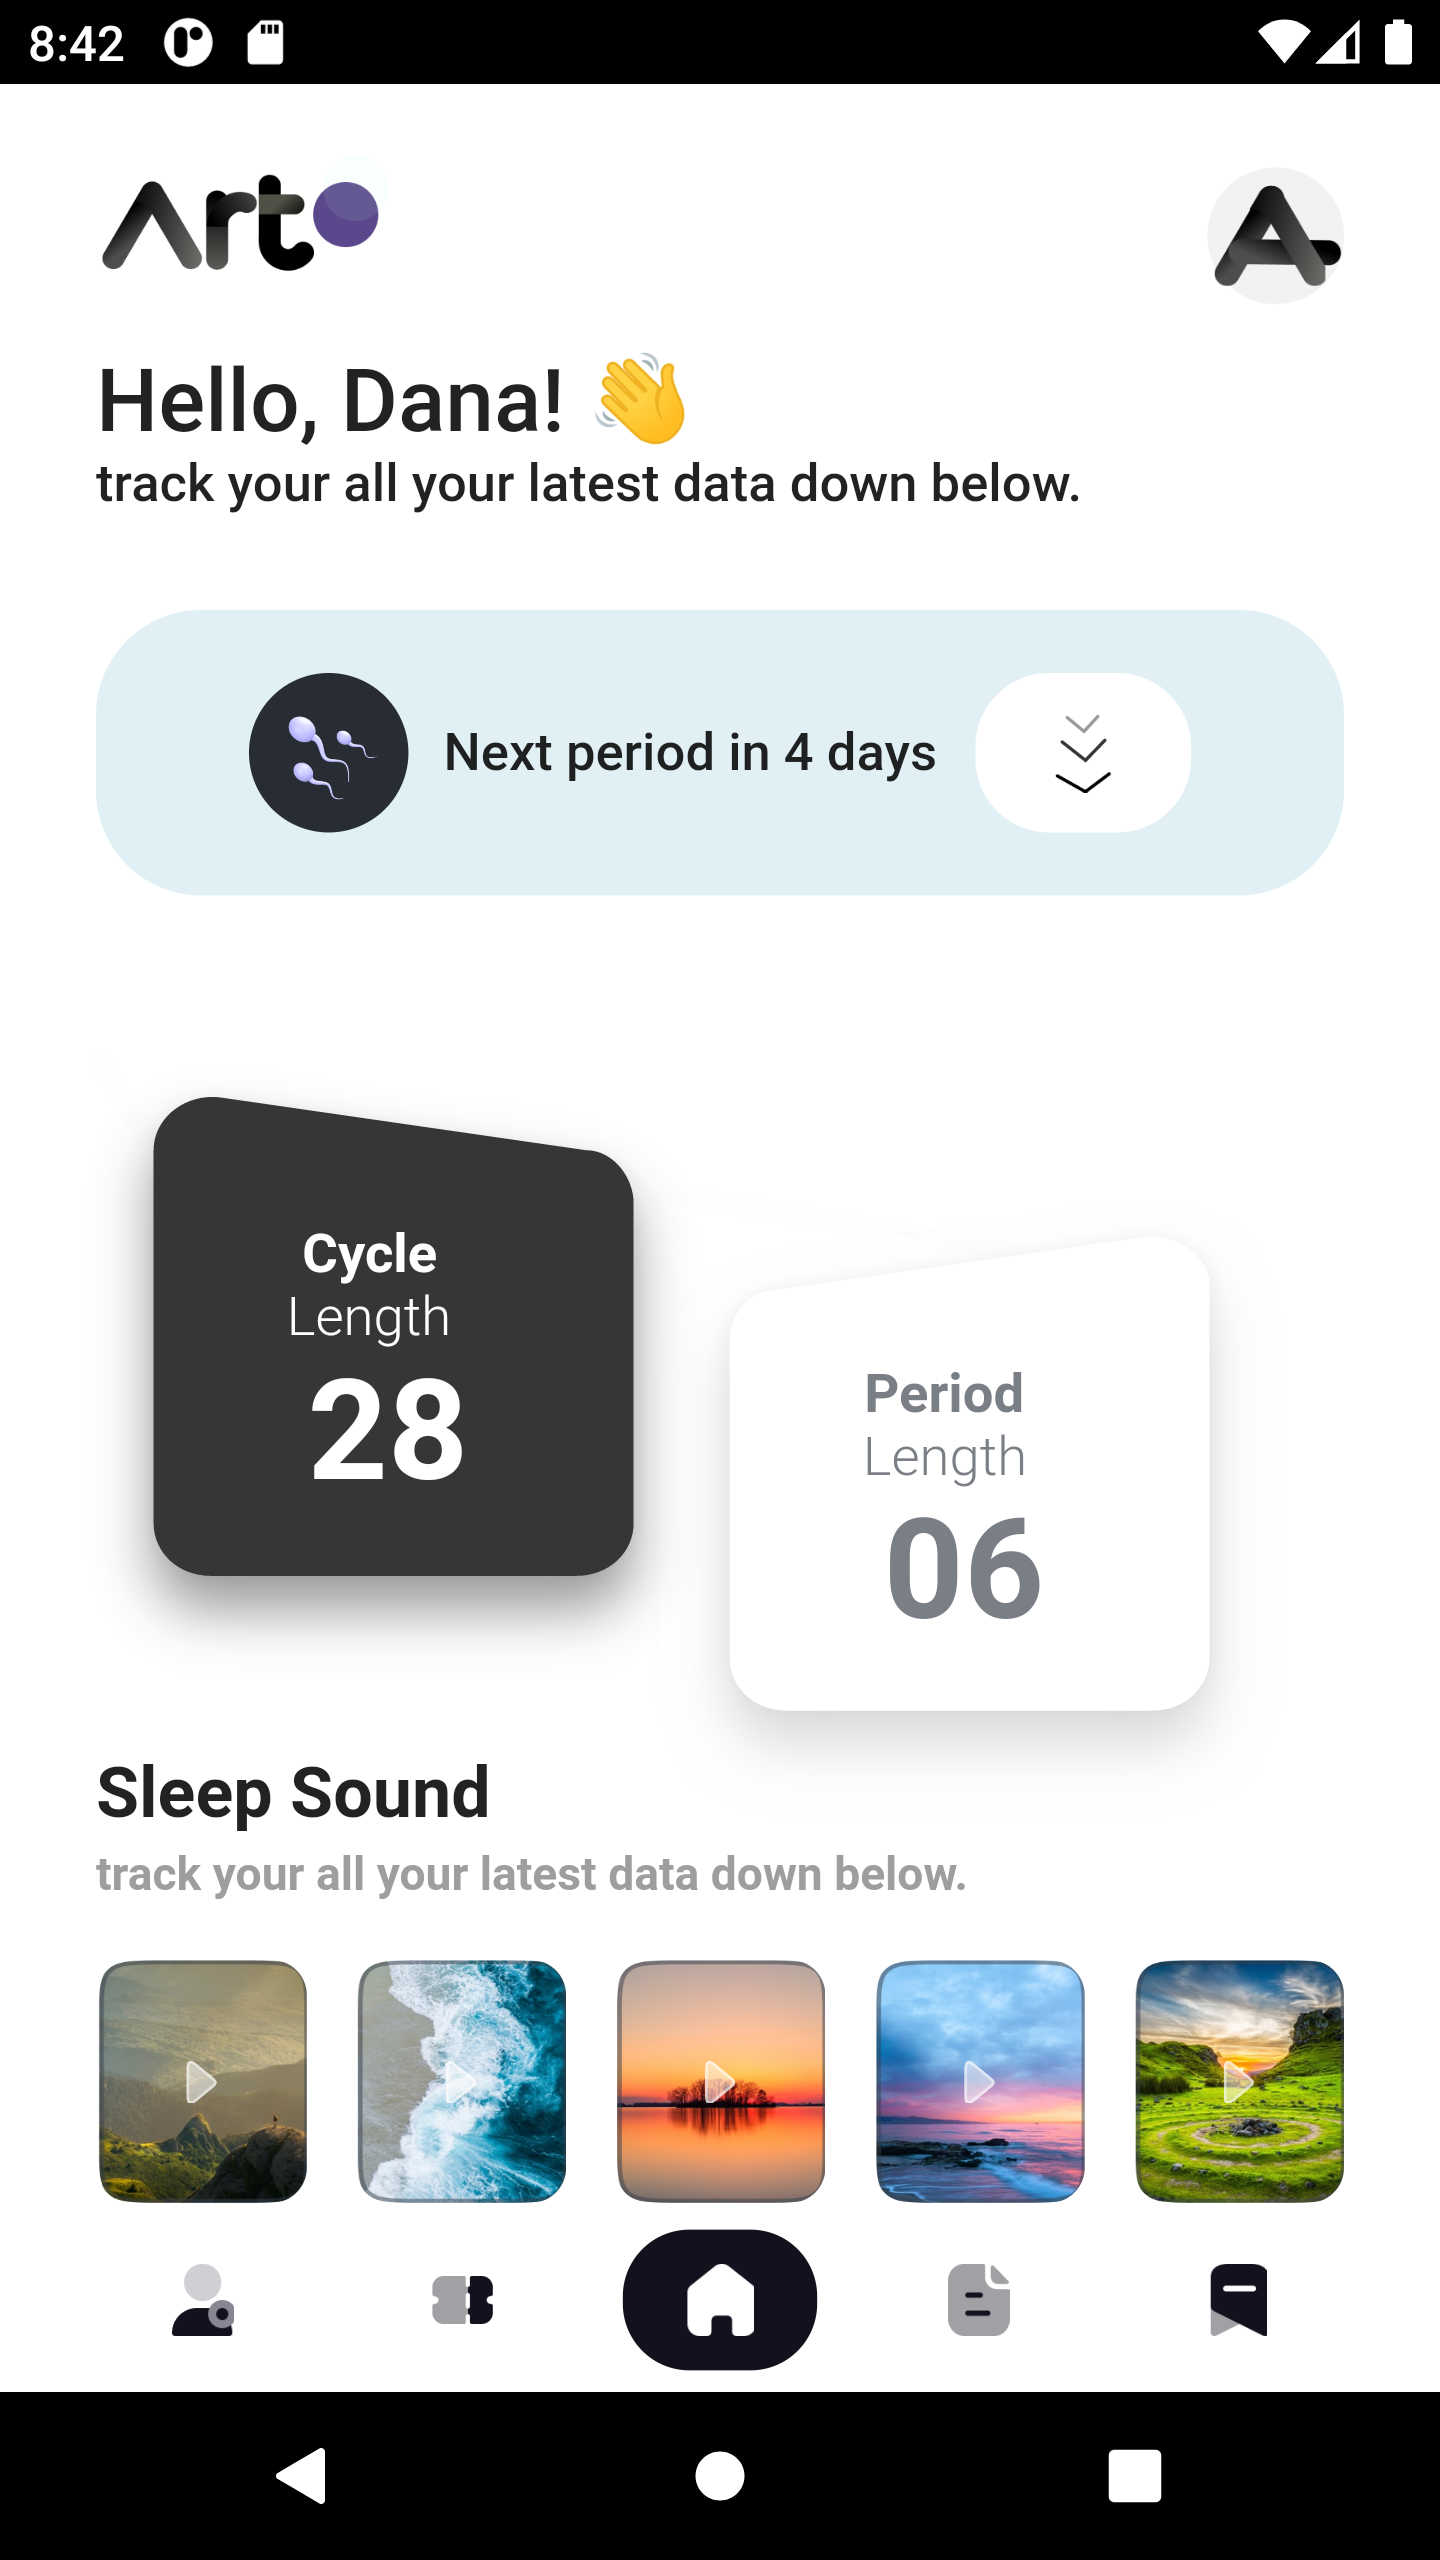 8:42
Arto
Hello, Dana! 👋
track your all your latest data down below.
Next period in 4 days
Cycle
Length
28
Period
Length
06
Sleep Sound
track your all your latest data down below.